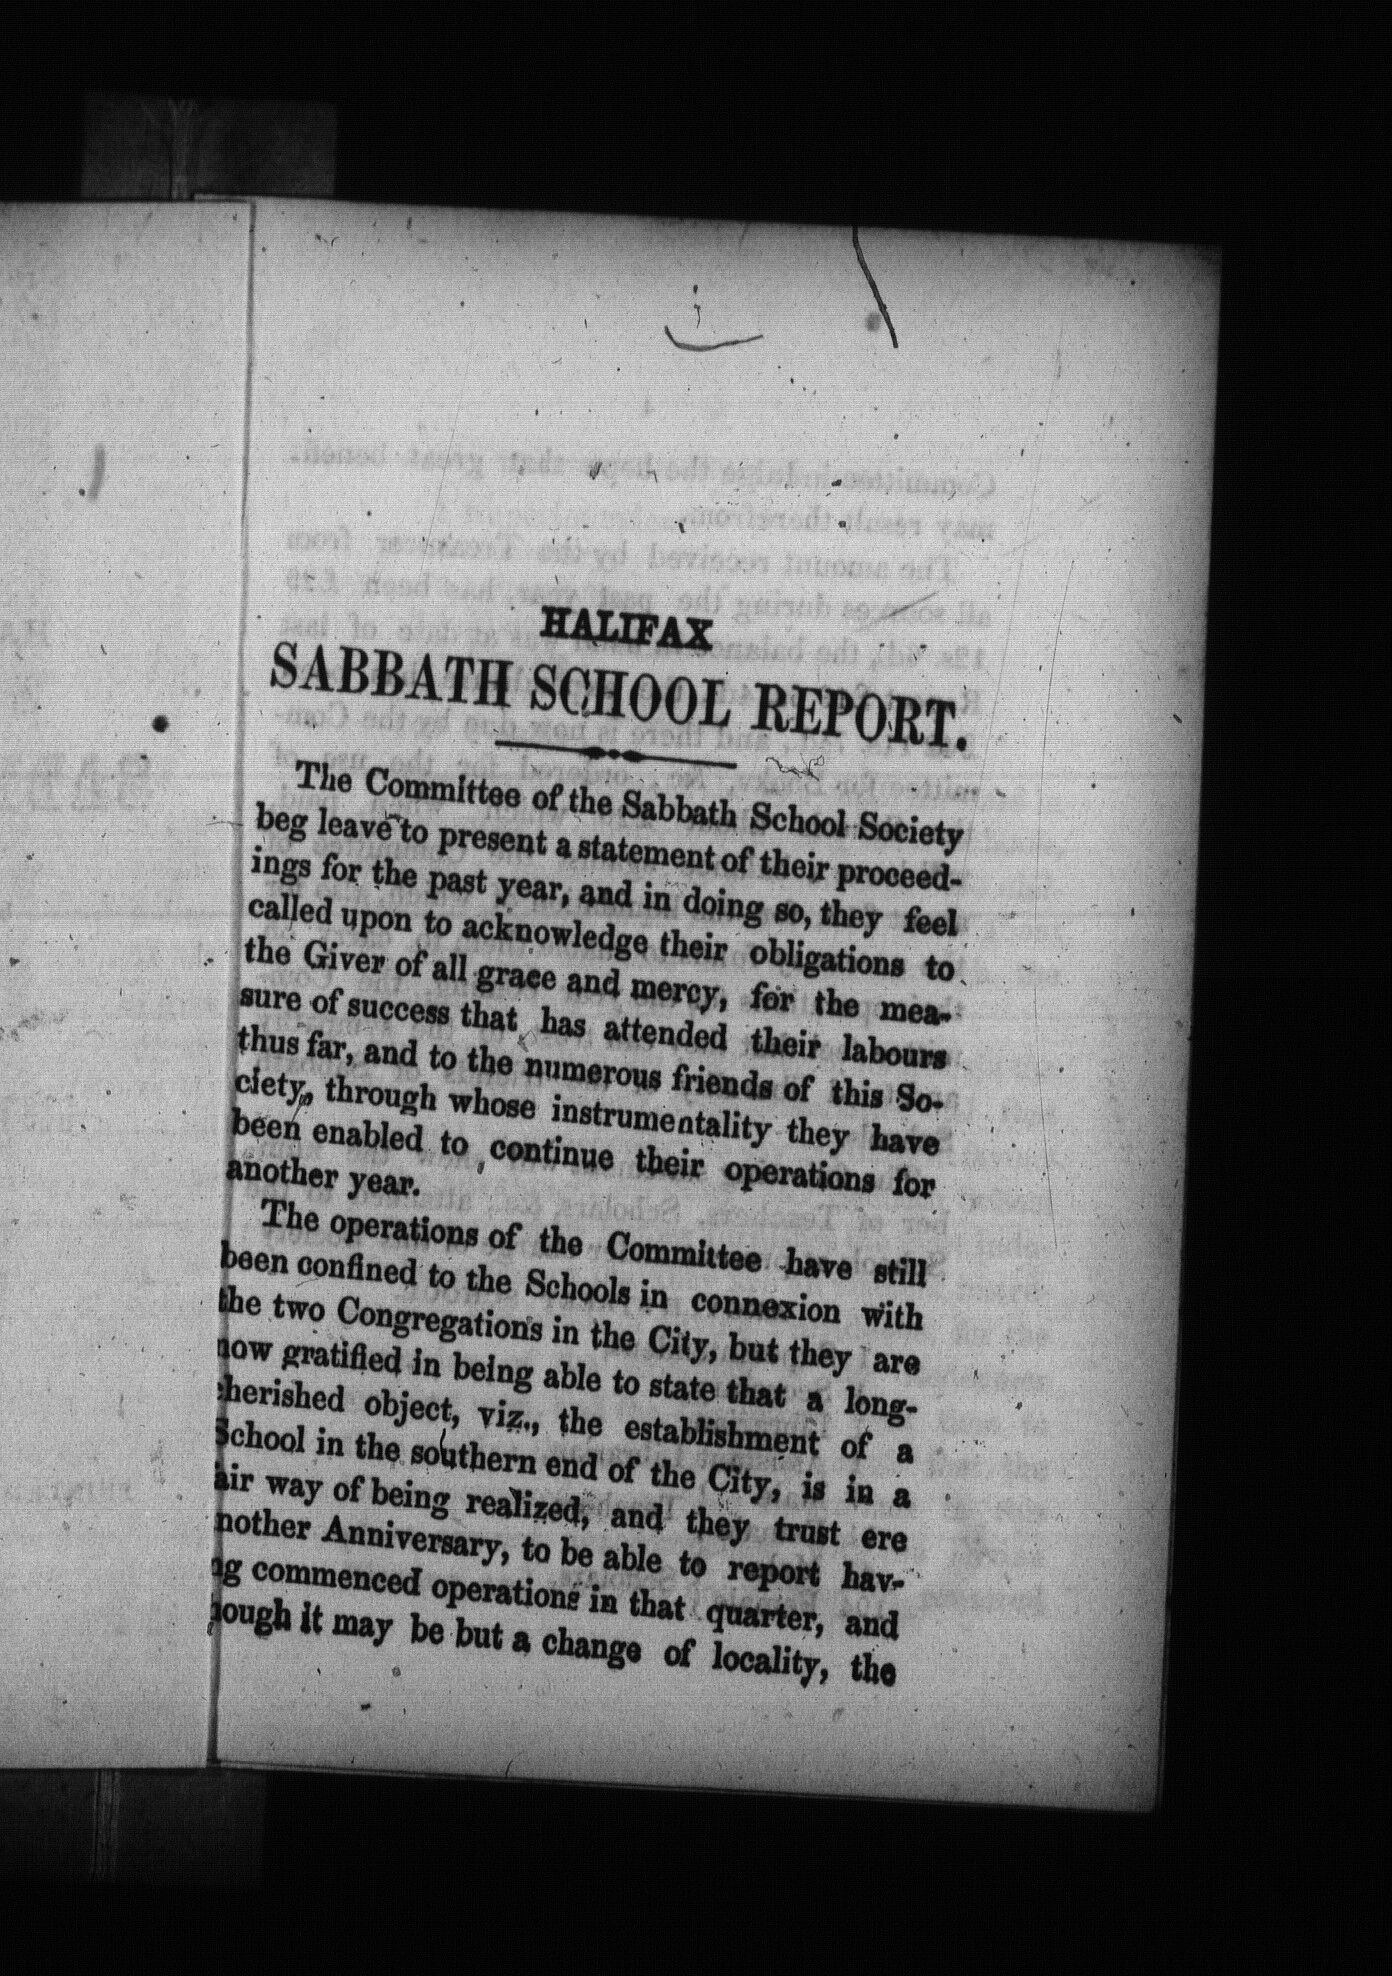 HALIFAX
SABBATH SCHOOL REPORT.
The Committee of the Sabbath School Society
beg leave to present a statement of their proceed-
ings for the past year, and in doing so, they feel
called upon to acknowledge their obligations to
the Giver of all grace and mercy, for the mea-
sure of success that has attended their labours
thus far, and to the numerous friends of this So-
ciety, through whose instrumentality they have
been enabled to continue their operations for
another year.
The operations of the Committee have still
been confined to the Schools in connexion with
the two Congregations in the City, but they are
now gratified in being able to state that a long-
cherished object, viz., the establishment of a
School in the southern end of the City, is in a
air way of being realized, and they trust ere
nother Anniversary, to be able to report hav-
ng commenced operations in that quarter, and
hough it may be but a change of locality, the